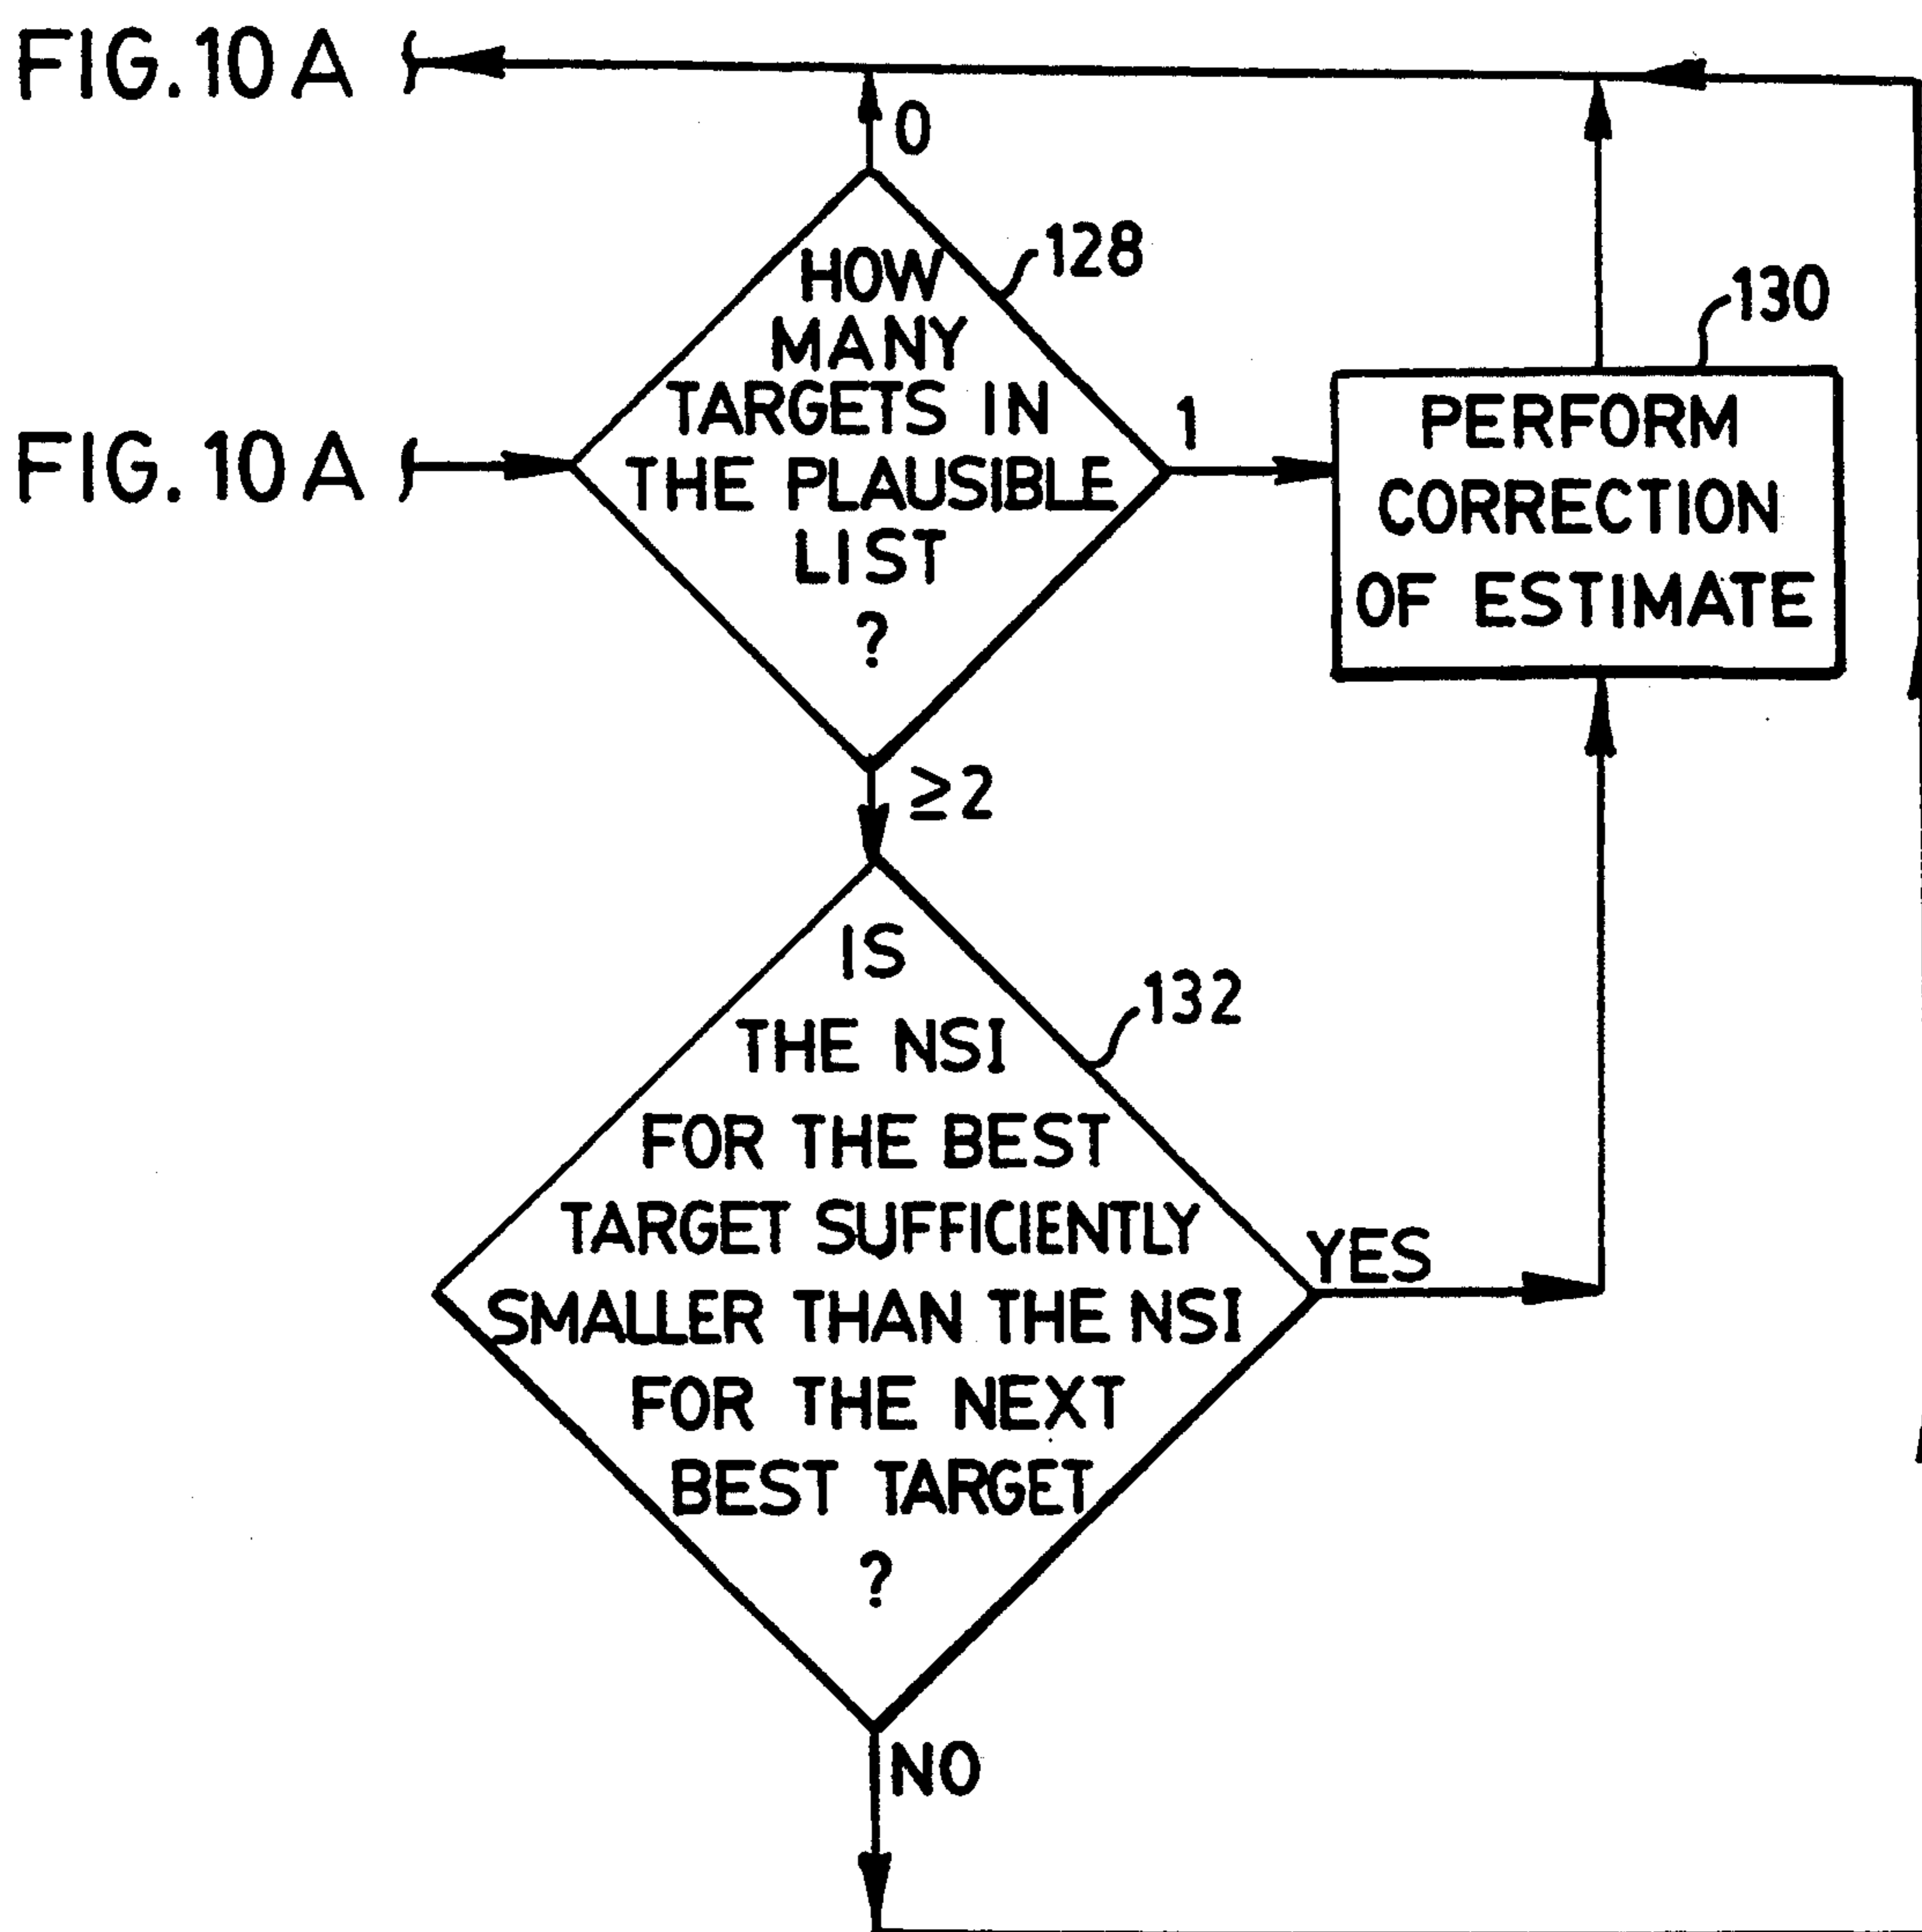 FIG.10A
0
128
HOW
MANY
TARGETS IN
THE PLAUSIBLE
LIST
?
130
FIG.10A
1
PERFORM
CORRECTION
OF ESTIMATE
≥2
132
IS
THE NSI
FOR THE BEST
TARGET SUFFICIENTLY
SMALLER THAN THE NSI
FOR THE NEXT
BEST TARGET
?
YES
NO